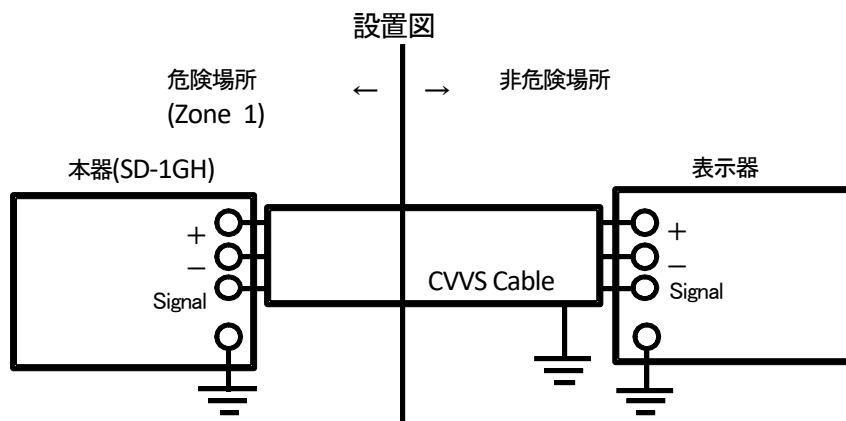 設置図
危険場所
(Zone 1)
← →
非危険場所
本器(SD-1GH)
表示器
+
−
Signal
CVVS Cable
+
−
Signal